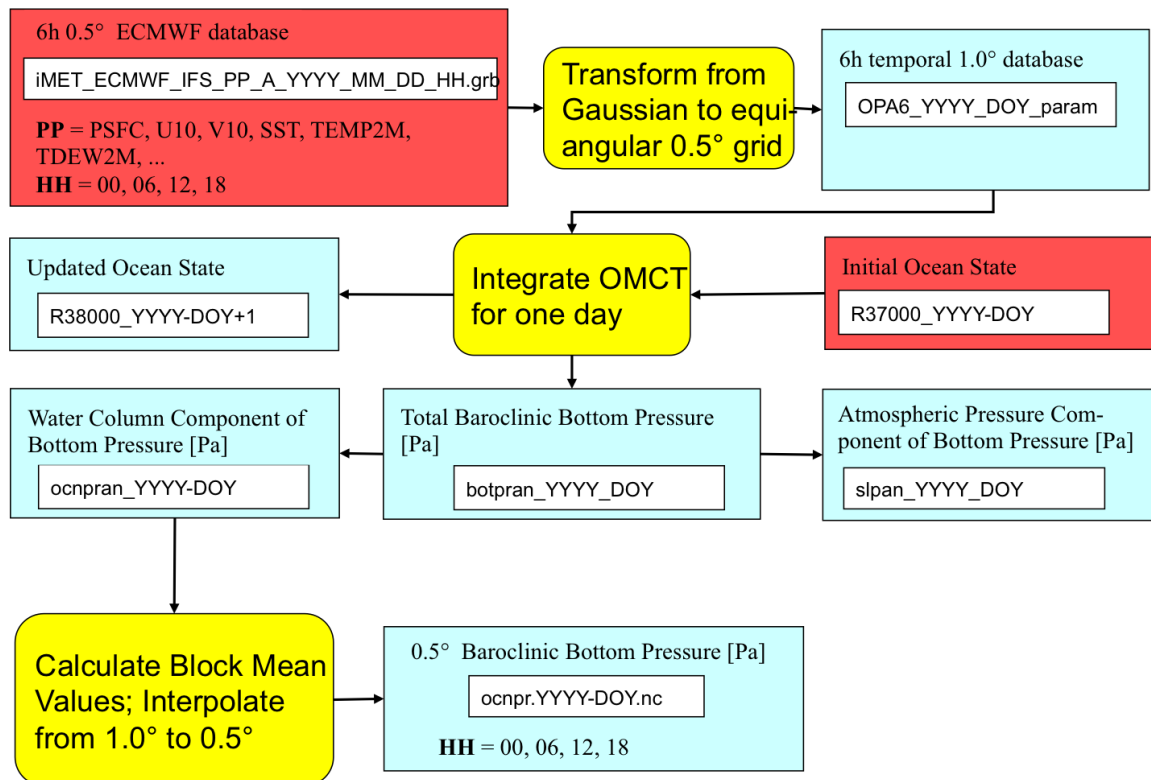 6h 0.5° ECMWF database
iMET_ECMWF_IFS_PP_A_YYYY_MM_DD_HH.grb
PP = PSFC, U10, V10, SST, TEMP2M,
TDEW2M, ...
HH = 00, 06, 12, 18
Transform from
Gaussian to equi-
angular 0.5° grid
6h temporal 1.0° database
OPA6_YYYY_DOY_param
Updated Ocean State
R38000_YYYY-DOY+1
Integrate OMCT
for one day
Initial Ocean State
R37000_YYYY-DOY
Water Column Component of
Bottom Pressure [Pa]
ocnpran_YYYY-DOY
Total Baroclinic Bottom Pressure
[Pa]
botpran_YYYY_DOY
Atmospheric Pressure Com-
ponent of Bottom Pressure [Pa]
slpan_YYYY_DOY
Calculate Block Mean
Values; Interpolate
from 1.0° to 0.5°
0.5° Baroclinic Bottom Pressure [Pa]
ocnpr.YYYY-DOY.nc
HH = 00, 06, 12, 18